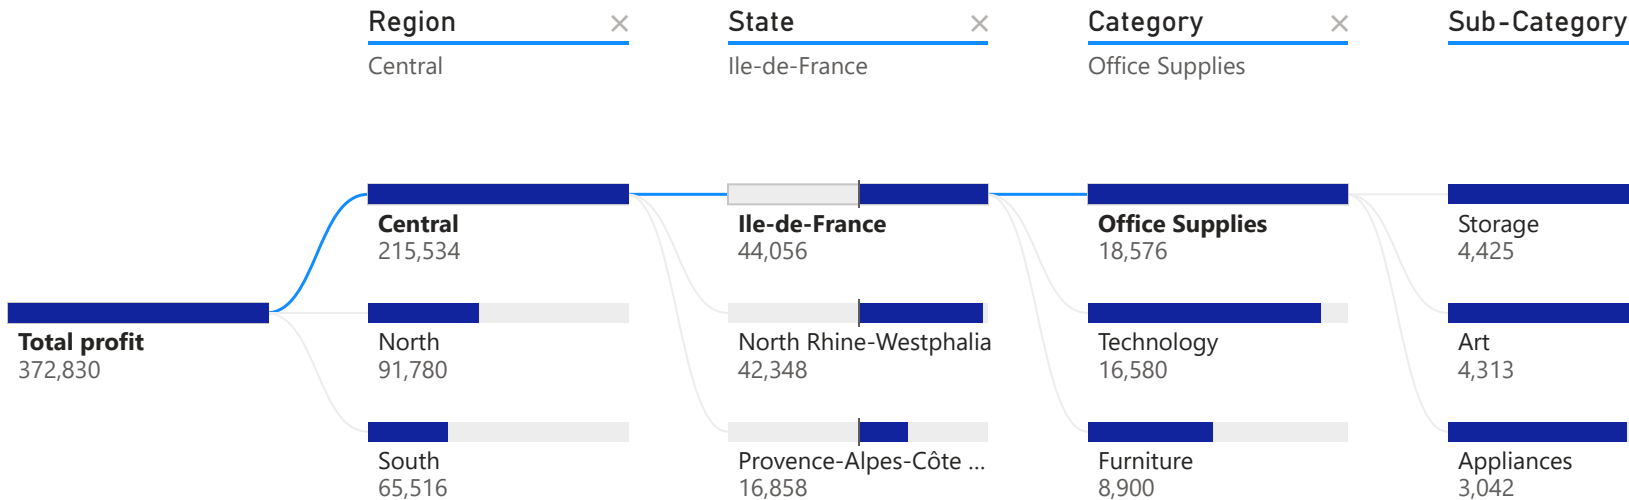 Region
State
Category
Sub-Category
Central
Ile-de-France
Office Supplies
Total profit
372,830
Central
215,534
North
91,780
South
65,516
Ile-de-France
44,056
North Rhine-Westphalia
42,348
Provence-Alpes-Côte ...
16,858
Office Supplies
18,576
Technology
16,580
Furniture
8,900
Storage
4,425
Art
4,313
Appliances
3,042